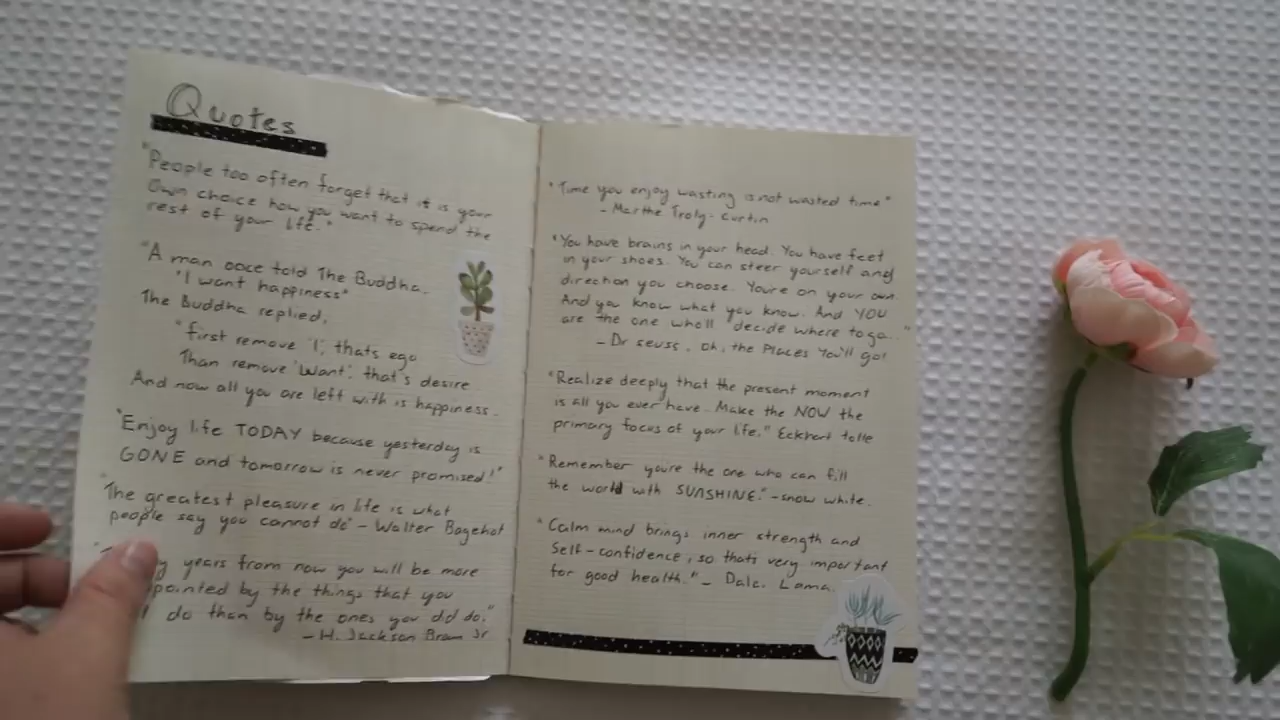 Quotes
"People too often forget that it is your
Own choice how you want to spend the
rest of your life."
"A man once told The Buddha,
"I want happiness"
The Buddha replied,
"first remove 'I', thats ego
Than remove 'Want', that's desire
And now all you are left with is happiness.
"Enjoy life TODAY because yesterday is
GONE and tomorrow is never promised!"
"The greatest pleasure in life is what
people say you cannot do" - Walter Bagehot
years from now you will be more
by the things that you
do than by the ones you did do."
- H. Jackson Brown Jr
"Time you enjoy wasting is not wasted time"
- Marthe Troly-Curtin
"You have brains in your head. You have feet
in your shoes. You can steer yourself and
direction you choose. You're on your own.
And you know what you know. And YOU
are the one who'll decide where to go. "
- Dr seuss, Oh, the Places You'll go!
"Realize deeply that the present moment
is all you ever have. Make the NOW the
primary focus of your life." Eckhart tolle
"Remember you're the one who can fill
the world with SUNSHINE." - snow white.
"Calm mind brings inner strength and
Self-confidence, so thats very important
for good health." - Dalc. Lama.